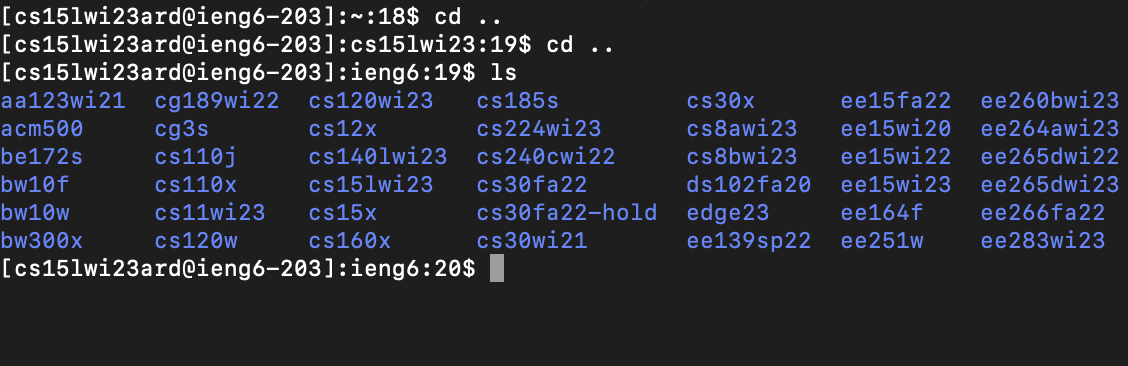 [cs15lwi23ard@ieng6-203]:~:18$ cd ..
[cs15lwi23ard@ieng6-203]:cs15lwi23:19$ cd ..
[cs15lwi23ard@ieng6-203]:ieng6:19$ ls
aa123wi21  cg189wi22  cs120wi23   cs185s         cs30x      ee15fa22  ee260bwi23
acm500     cg3s       cs12x       cs224wi23      cs8awi23   ee15wi20  ee264awi23
be172s     cs110j     cs140lwi23  cs240cwi22     cs8bwi23   ee15wi22  ee265dwi22
bw10f      cs110x     cs15lwi23   cs30fa22       ds102fa20  ee15wi23  ee265dwi23
bw10w      cs11wi23   cs15x       cs30fa22-hold  edge23     ee164f    ee266fa22
bw300x     cs120w     cs160x      cs30wi21       ee139sp22  ee251w    ee283wi23
[cs15lwi23ard@ieng6-203]:ieng6:20$